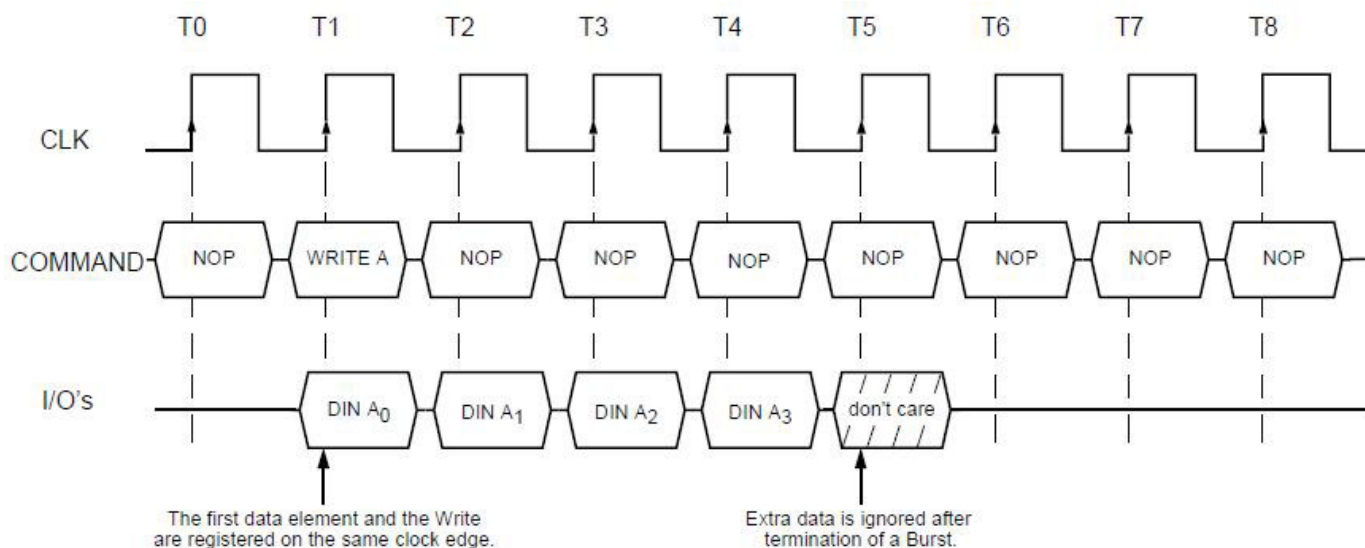 T0 T1 T2 T3 T4 T5 T6 T7 T8
CLK
COMMAND NOP WRITE A NOP NOP NOP NOP NOP NOP NOP
I/O's DIN A0 DIN A1 DIN A2 DIN A3 don't care
The first data element and the Write
are registered on the same clock edge.
Extra data is ignored after
termination of a Burst.